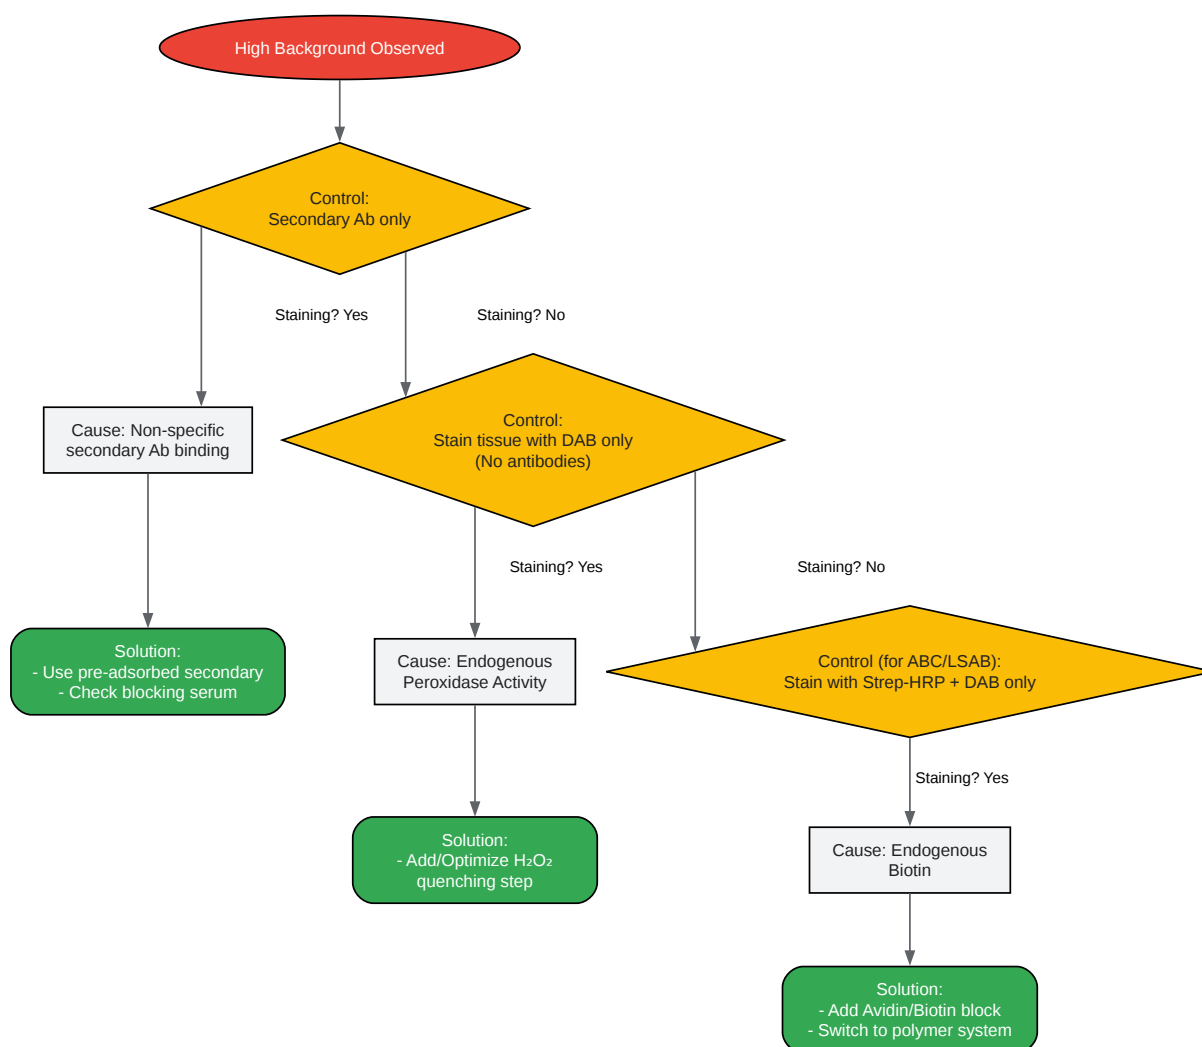 High Background Observed
Control:
Secondary Ab only
Staining? Yes
Staining? No
Cause: Non-specific
secondary Ab binding
Control:
Stain tissue with DAB only
(No antibodies)
Staining? Yes
Staining? No
Solution:
- Use pre-adsorbed secondary
- Check blocking serum
Cause: Endogenous
Peroxidase Activity
Control (for ABC/LSAB):
Stain with Strep-HRP + DAB only
Staining? Yes
Solution:
- Add/Optimize H₂O₂
quenching step
Cause: Endogenous
Biotin
Solution:
- Add Avidin/Biotin block
- Switch to polymer system